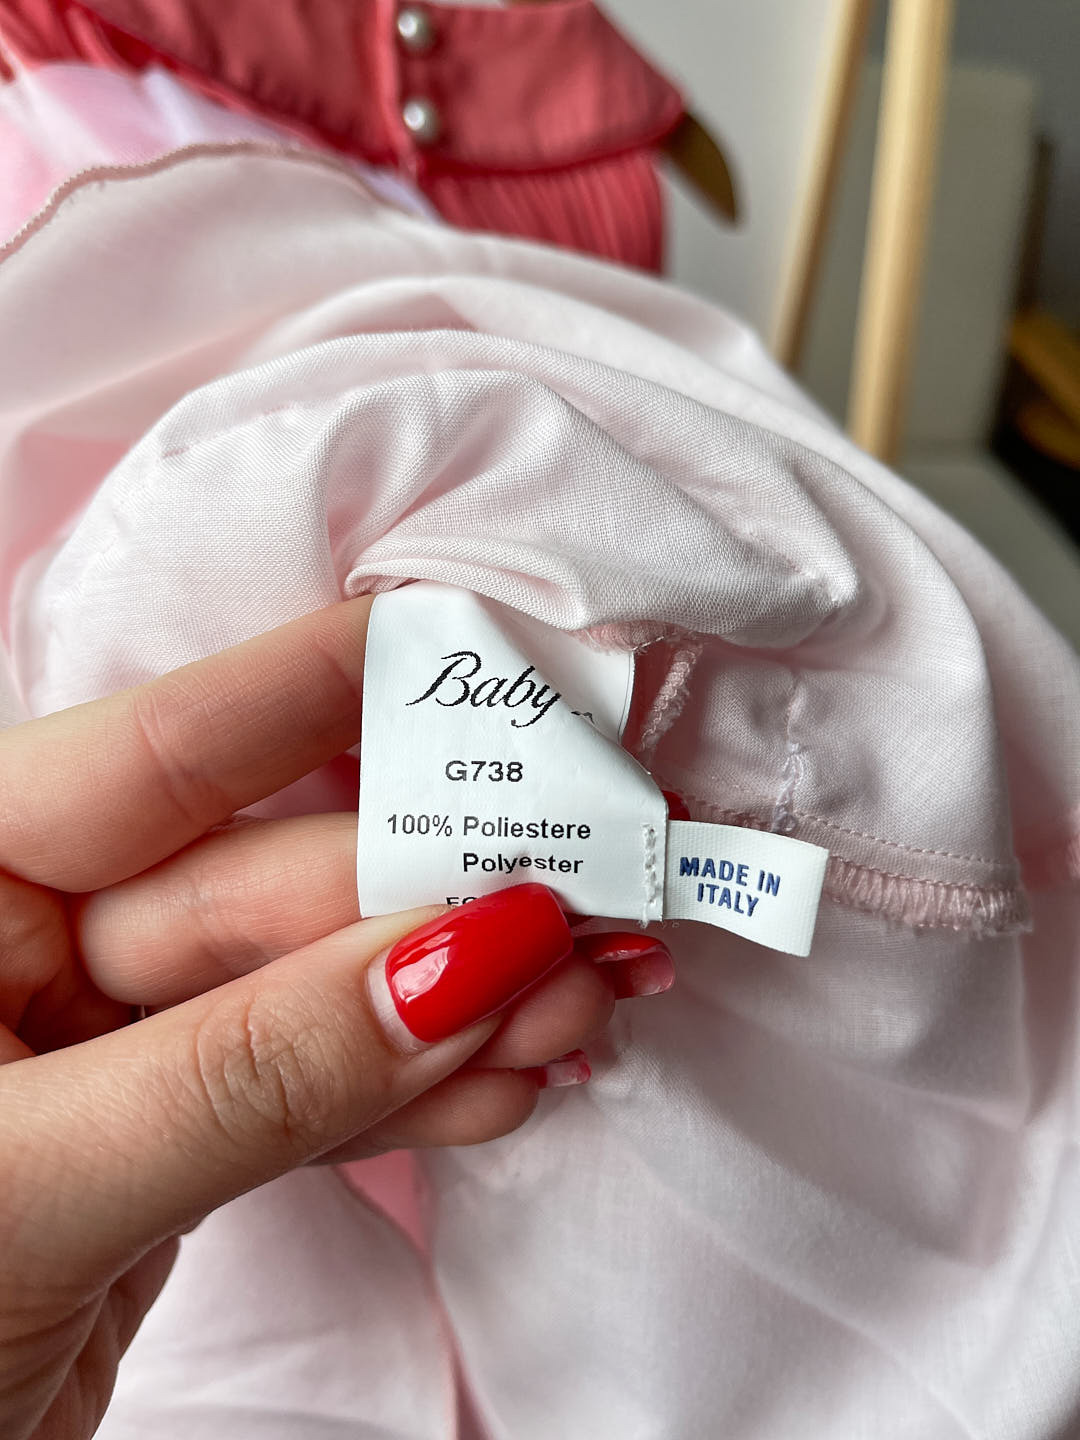 Baby
G738
100% Poliestere
Polyester
MADE IN
ITALY